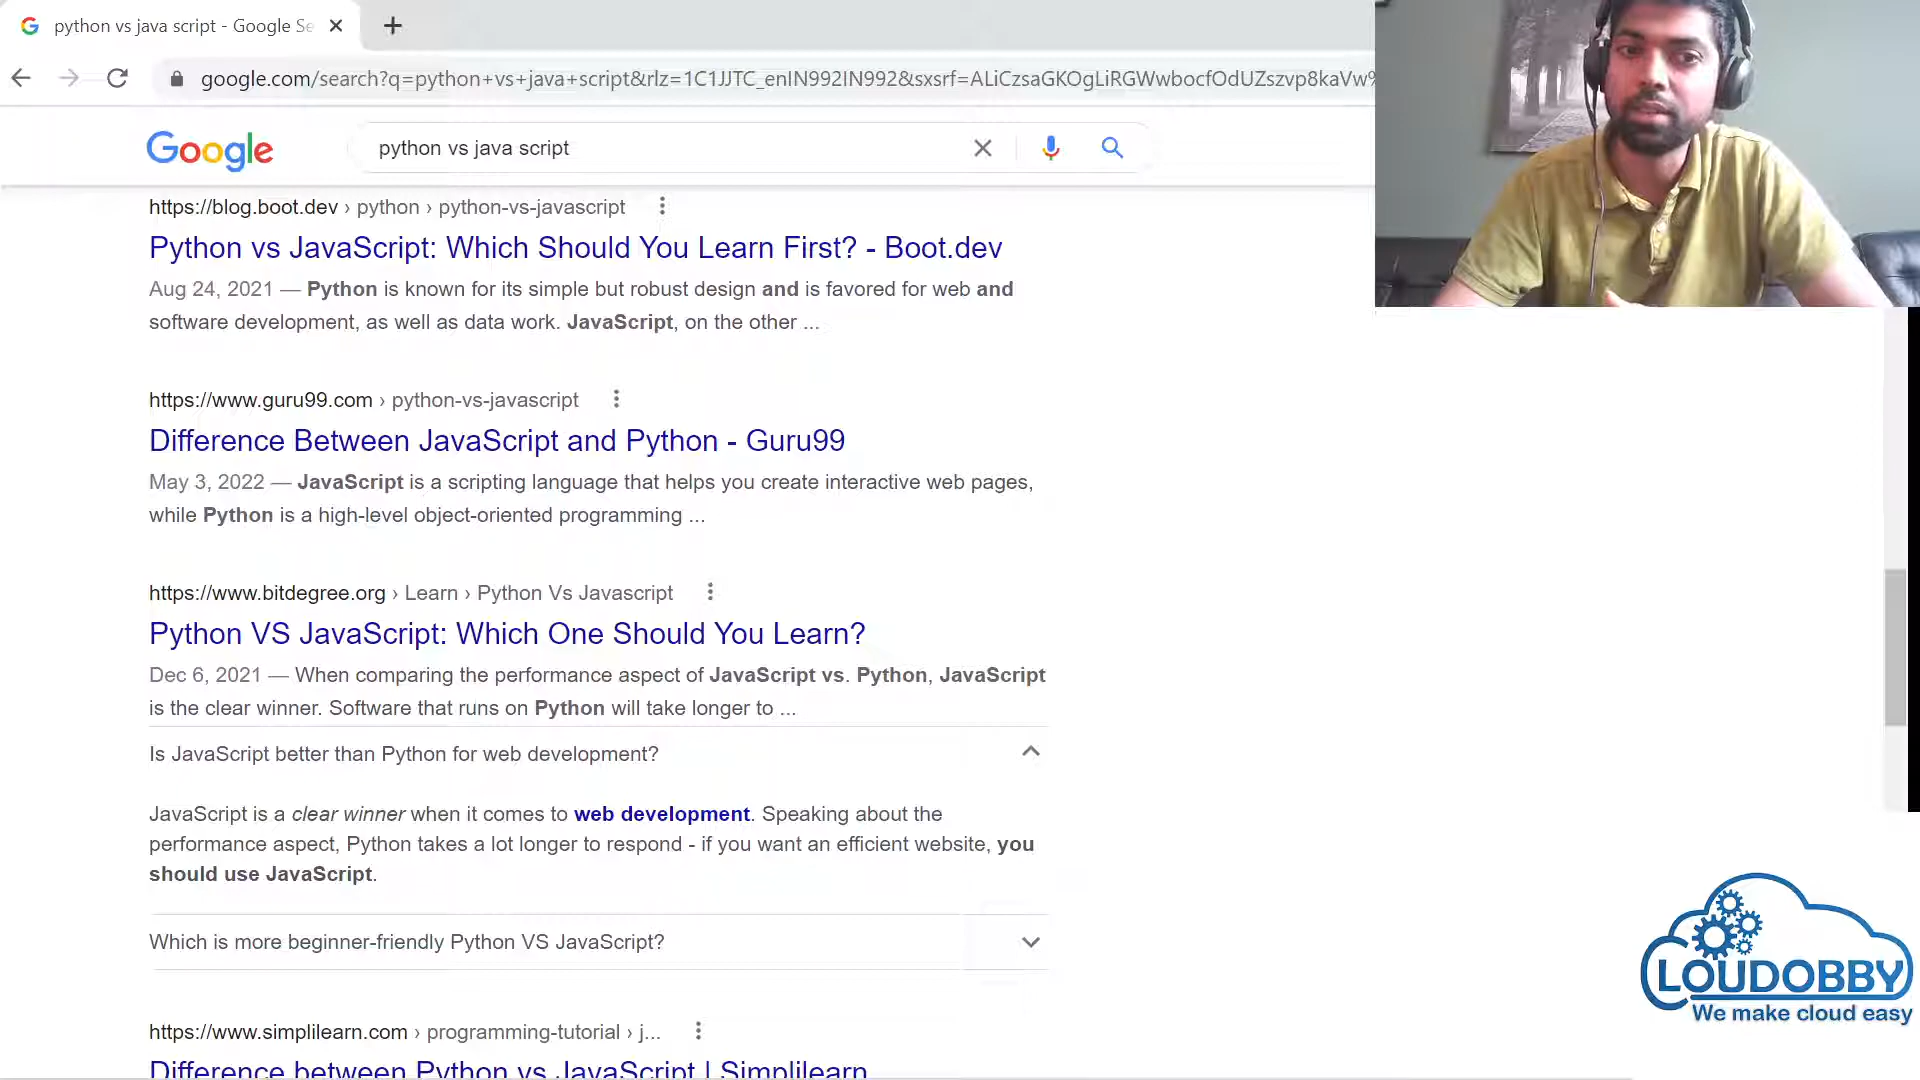 python vs java script - Google Se
google.com/search?q=python+vs+java+script&rlz=1C1JJTC_enIN992IN992&sxsrf=ALiCzsaGKOgLiRGWwbocfOdUZszvp8kaVw%
Google
python vs java script
https://blog.boot.dev › python › python-vs-javascript
Python vs JavaScript: Which Should You Learn First? - Boot.dev
Aug 24, 2021 — Python is known for its simple but robust design and is favored for web and
software development, as well as data work. JavaScript, on the other ...
https://www.guru99.com › python-vs-javascript
Difference Between JavaScript and Python - Guru99
May 3, 2022 — JavaScript is a scripting language that helps you create interactive web pages,
while Python is a high-level object-oriented programming ...
https://www.bitdegree.org › Learn › Python Vs Javascript
Python VS JavaScript: Which One Should You Learn?
Dec 6, 2021 — When comparing the performance aspect of JavaScript vs. Python, JavaScript
is the clear winner. Software that runs on Python will take longer to ...
Is JavaScript better than Python for web development?
JavaScript is a clear winner when it comes to web development. Speaking about the
performance aspect, Python takes a lot longer to respond - if you want an efficient website, you
should use JavaScript.
Which is more beginner-friendly Python VS JavaScript?
https://www.simplilearn.com › programming-tutorial › j...
Difference between Python vs JavaScript | Simplilearn
CLOUDOBBY
We make cloud easy